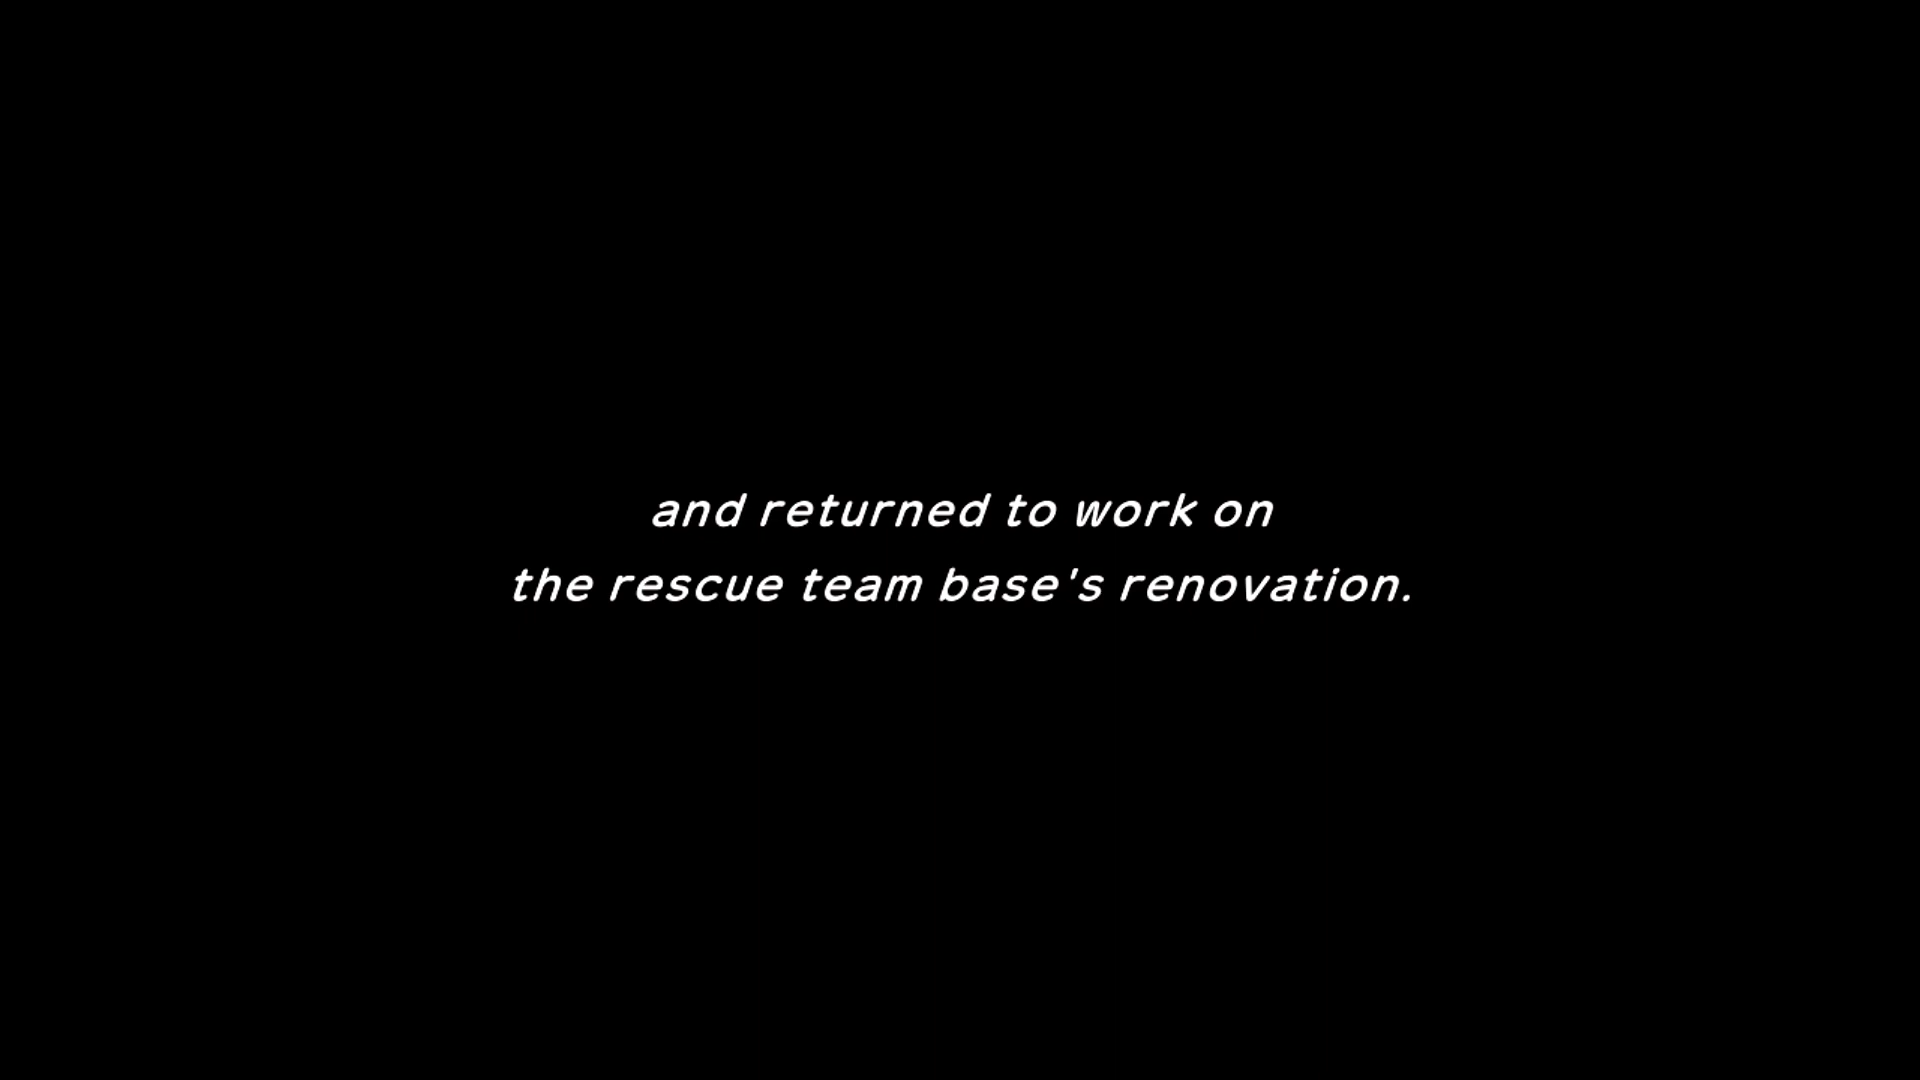 and returned to work on
the rescue team base's renovation.